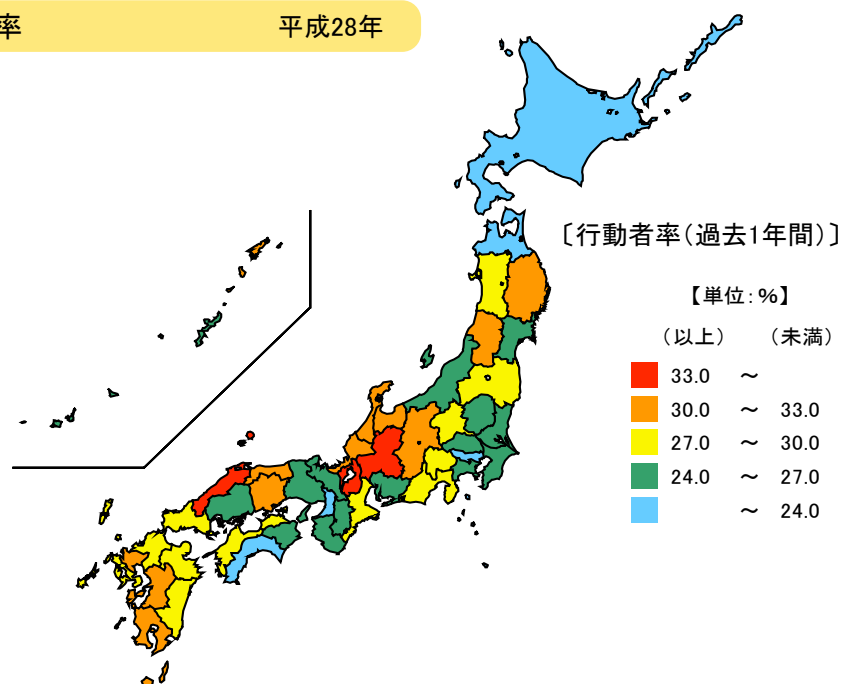 率 平成28年
〔行動者率(過去1年間)〕
【単位:%】
(以上) (未満)
33.0 ～
30.0 ～ 33.0
27.0 ～ 30.0
24.0 ～ 27.0
～ 24.0